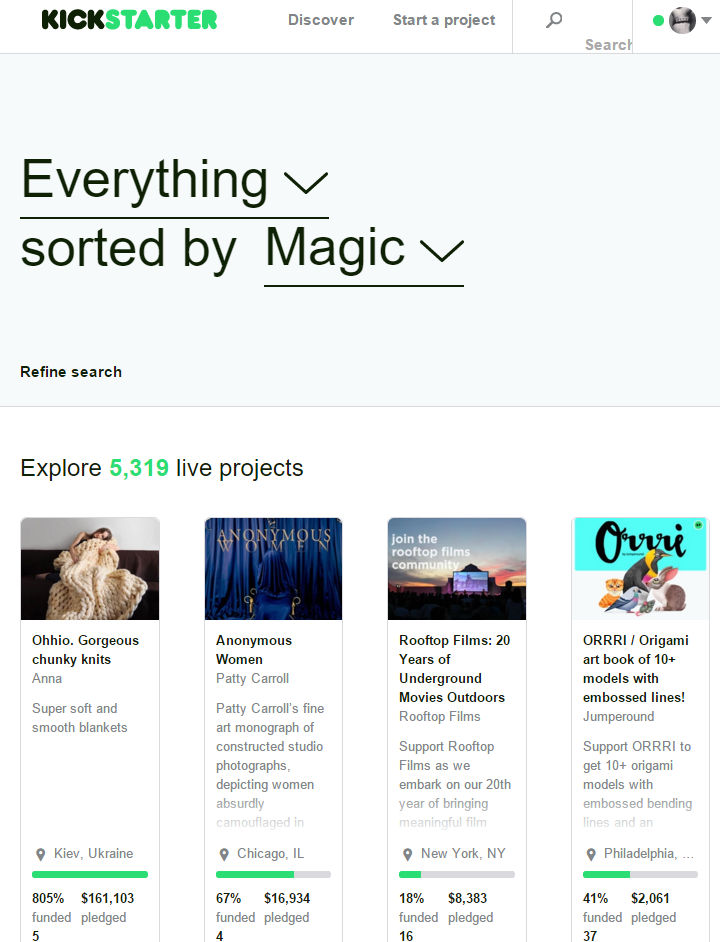 KICKSTARTER
Discover
Start a project
Search
Everything
sorted by Magic
Refine search
Explore 5,319 live projects
ANONYMOUS
WOMEN
join the
rooftop films
community
Orrri
Ohhio. Gorgeous
chunky knits
Anna
Super soft and
smooth blankets
Kiev, Ukraine
805% $161,103
funded pledged
5
Anonymous
Women
Patty Carroll
Patty Carroll's fine
art monograph of
constructed studio
photographs,
depicting women
absurdly
camouflaged in
Chicago, IL
67% $16,934
funded pledged
4
Rooftop Films: 20
Years of
Underground
Movies Outdoors
Rooftop Films
Support Rooftop
Films as we
embark on our 20th
year of bringing
meaningful film
New York, NY
18% $8,383
funded pledged
16
ORRRI / Origami
art book of 10+
models with
embossed lines!
Jumperound
Support ORRRI to
get 10+ origami
models with
embossed bending
lines and an
Philadelphia, ...
41% $2,061
funded pledged
37